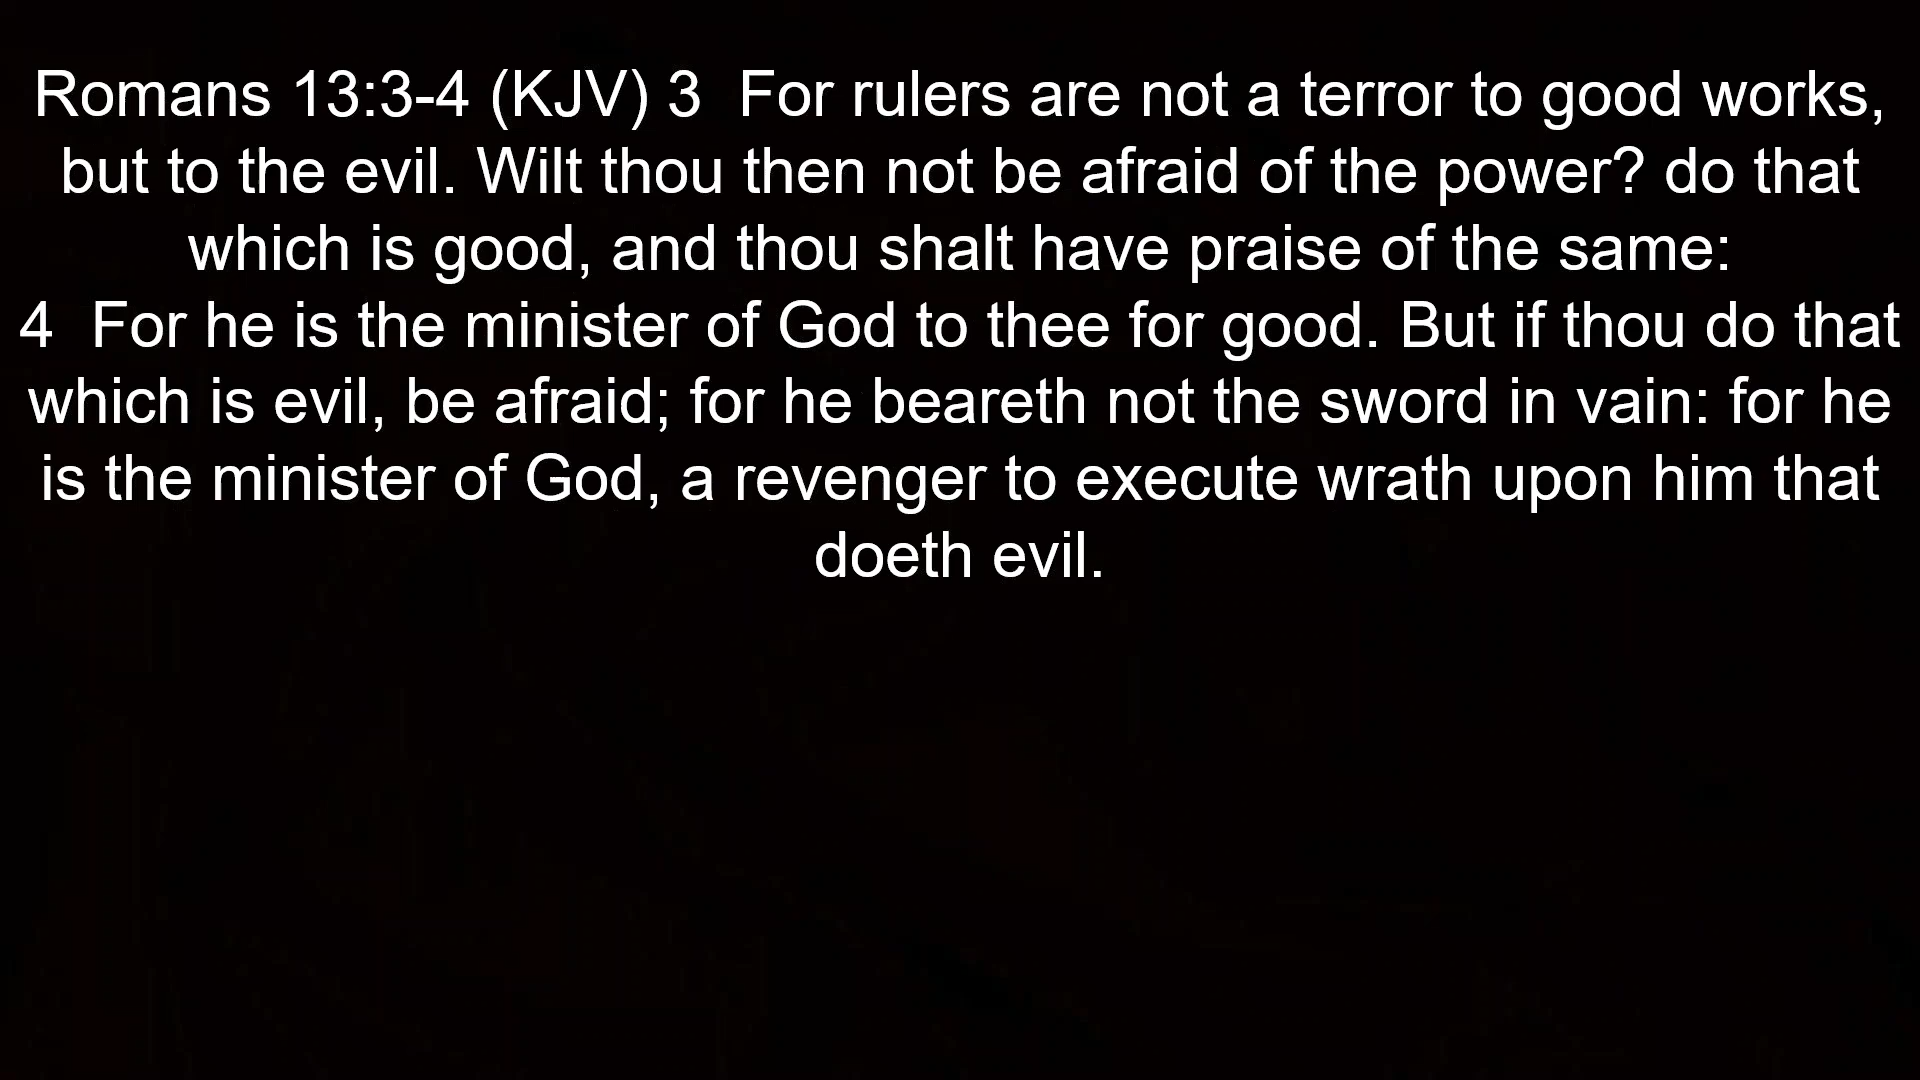 Romans 13:3-4 (KJV) 3  For rulers are not a terror to good works,
but to the evil. Wilt thou then not be afraid of the power? do that
which is good, and thou shalt have praise of the same:
4  For he is the minister of God to thee for good. But if thou do that
which is evil, be afraid; for he beareth not the sword in vain: for he
is the minister of God, a revenger to execute wrath upon him that
doeth evil.